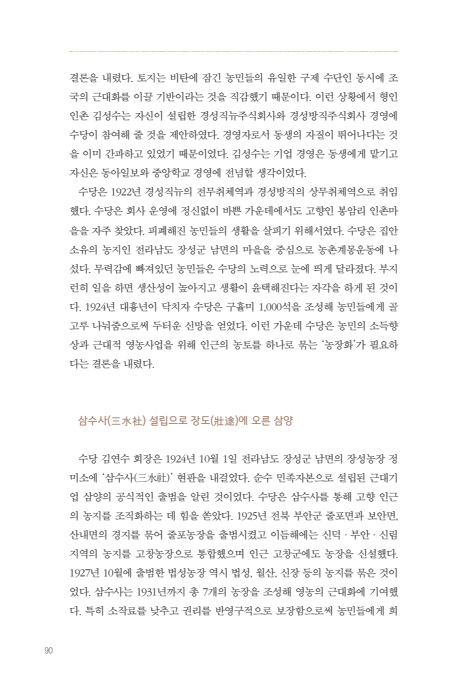 결론을 내렸다. 토지는 비탄에 잠긴 농민들의 유일한 구제 수단인 동시에 조
국의 근대화를 이끌 기반이라는 것을 직감했기 때문이다. 이런 상황에서 형인
인촌 김성수는 자신이 설립한 경성직뉴주식회사와 경성방직주식회사 경영에
수당이 참여해 줄 것을 제안하였다. 경영자로서 동생의 자질이 뛰어나다는 것
을 이미 간파하고 있었기 때문이었다. 김성수는 기업 경영은 동생에게 맡기고
자신은 동아일보와 중앙학교 경영에 전념할 생각이었다.
수당은 1922년 경성직뉴의 전무취체역과 경성방직의 상무취체역으로 취임
했다. 수당은 회사 운영에 정신없이 바쁜 가운데에서도 고향인 봉암리 인촌마
을을 자주 찾았다. 피폐해진 농민들의 생활을 살피기 위해서였다. 수당은 집안
소유의 농지인 전라남도 장성군 남면의 마을을 중심으로 농촌계몽운동에 나
섰다. 무력감에 빠져있던 농민들은 수당의 노력으로 눈에 띄게 달라졌다. 부지
런히 일을 하면 생산성이 높아지고 생활이 윤택해진다는 자각을 하게 된 것이
다. 1924년 대흉년이 닥치자 수당은 구휼미 1,000석을 조성해 농민들에게 골
고루 나눠줌으로써 두터운 신망을 얻었다. 이런 가운데 수당은 농민의 소득향
상과 근대적 영농사업을 위해 인근의 농토를 하나로 묶는 ‘농장화’가 필요하
다는 결론을 내렸다.
삼수사(三水社) 설립으로 장도(壯途)에 오른 삼양
수당 김연수 회장은 1924년 10월 1일 전라남도 장성군 남면의 장성농장 정
미소에 ‘삼수사(三水社)’ 현판을 내걸었다. 순수 민족자본으로 설립된 근대기
업 삼양의 공식적인 출범을 알린 것이었다. 수당은 삼수사를 통해 고향 인근
의 농지를 조직화하는 데 힘을 쏟았다. 1925년 전북 부안군 줄포면과 보안면,
산내면의 경지를 묶어 줄포농장을 출범시켰고 이듬해에는 신덕·부안·신림
지역의 농지를 고창농장으로 통합했으며 인근 고창군에도 농장을 신설했다.
1927년 10월에 출범한 법성농장 역시 법성, 월산, 신장 등의 농지를 묶은 것이
었다. 삼수사는 1931년까지 총 7개의 농장을 조성해 영농의 근대화에 기여했
다. 특히 소작료를 낮추고 권리를 반영구적으로 보장함으로써 농민들에게 희
90